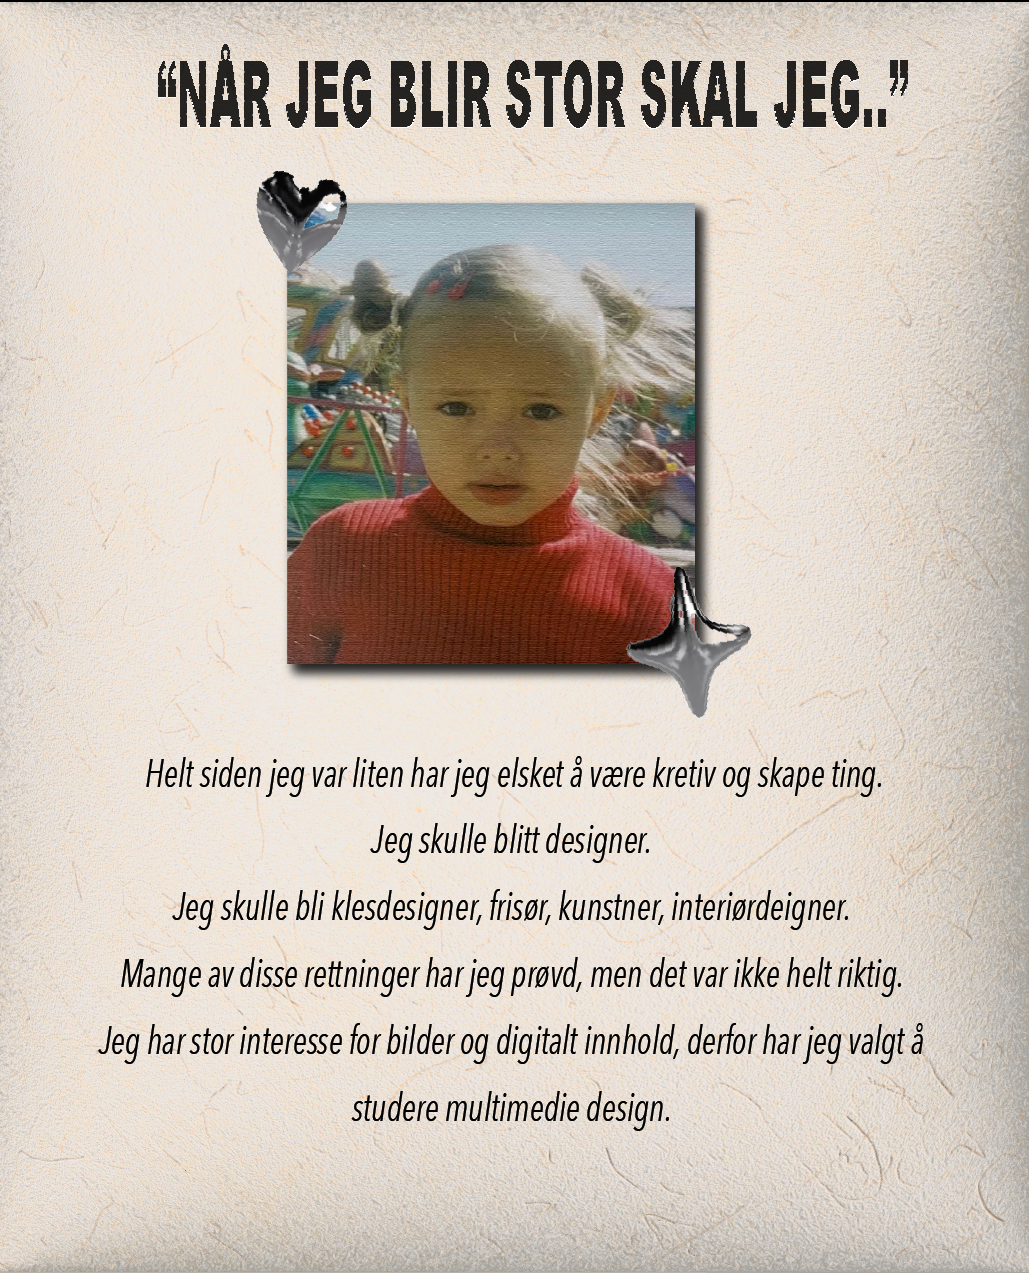 “NÅR JEG BLIR STOR SKAL JEG..”
Helt siden jeg var liten har jeg elsket å være kretiv og skape ting.
Jeg skulle blitt designer.
Jeg skulle bli klesdesigner, frisør, kunstner, interiørdeigner.
Mange av disse rettninger har jeg prøvd, men det var ikke helt riktig.
Jeg har stor interesse for bilder og digitalt innhold, derfor har jeg valgt å
studere multimedie design.